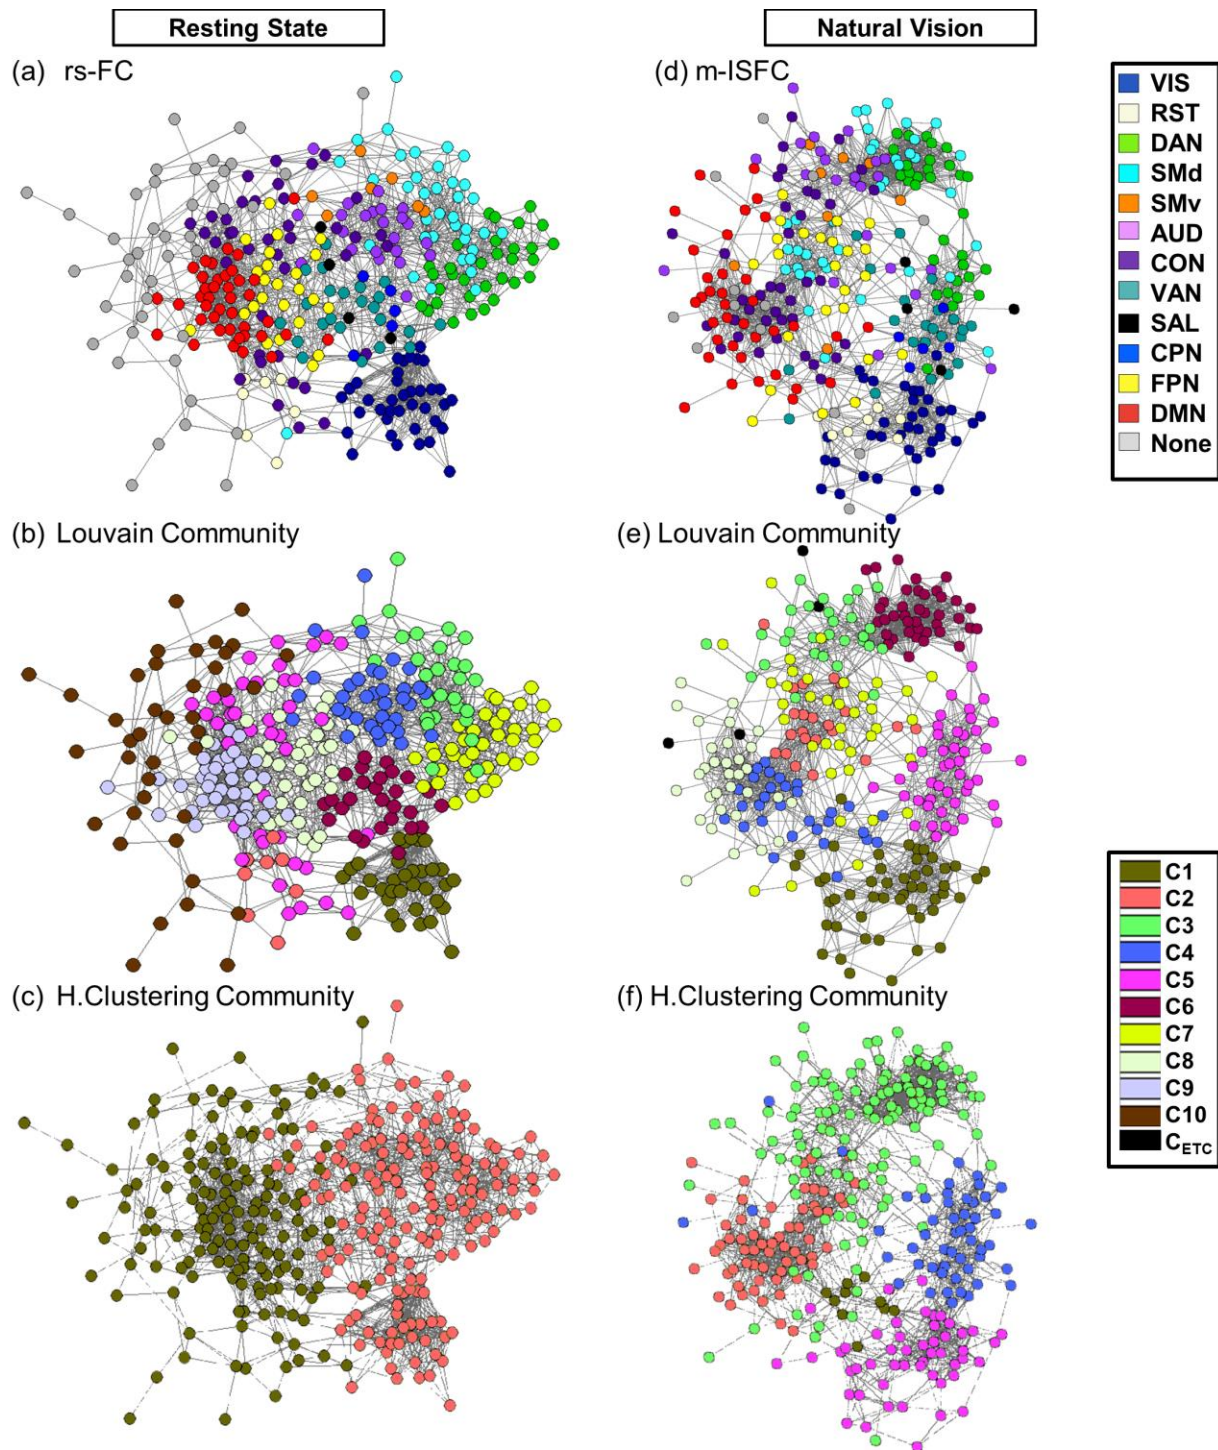 Resting State
Natural Vision
(a) rs-FC
(d) m-ISFC
VIS
RST
DAN
SMd
SMv
AUD
CON
VAN
SAL
CPN
FPN
DMN
None
(b) Louvain Community
(e) Louvain Community
C1
C2
C3
C4
C5
C6
C7
C8
C9
C10
C_ETC
(c) H.Clustering Community
(f) H.Clustering Community